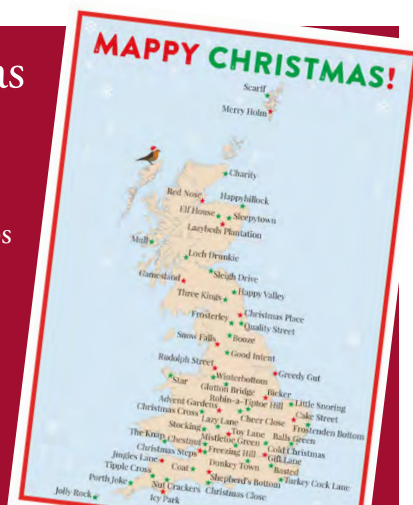 as
s
MAPPY CHRISTMAS!
Scarif
Merry Holm
Charity
Red Nose
Happyhillock
Elf House
Sleepytown
Lazybeds Plantation
Mull
Loch Drunkie
Gamesland
Sleigh Drive
Three Kings
Happy Valley
Christmas Place
Frosterley
Quality Street
Snow Falls
Booze
Good Intent
Rudolph Street
Greedy Gut
Star
Winterbottom
Glutton Bridge
Bicker
Little Snoring
Robin-a-Tiptoe Hill
Advent Gardens
Cake Street
Christmas Cross
Cheer Close
Frostenden Bottom
Lazy Lane
Stocking
Toy Lane
Balls Green
The Knap
Chestnut
Mistletoe Green
Cold Christmas
Christmas Steps
Freezing Hill
Gift Lane
Jingles Lane
Donkey Town
Basted
Tipple Cross
Coat
Turkey Cock Lane
Porth Joke
Shepherd's Bottom
Nut Crackers
Christmas Close
Jolly Rock
Icy Park